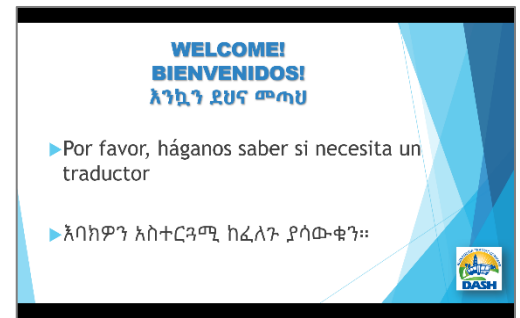 WELCOME!
BIENVENIDOS!
እንኳን ደህና መጣህ
Por favor, háganos saber si necesita un
traductor
እባክዎን አስተርጓሚ ከፈለጉ ያሳውቁን።
DASH